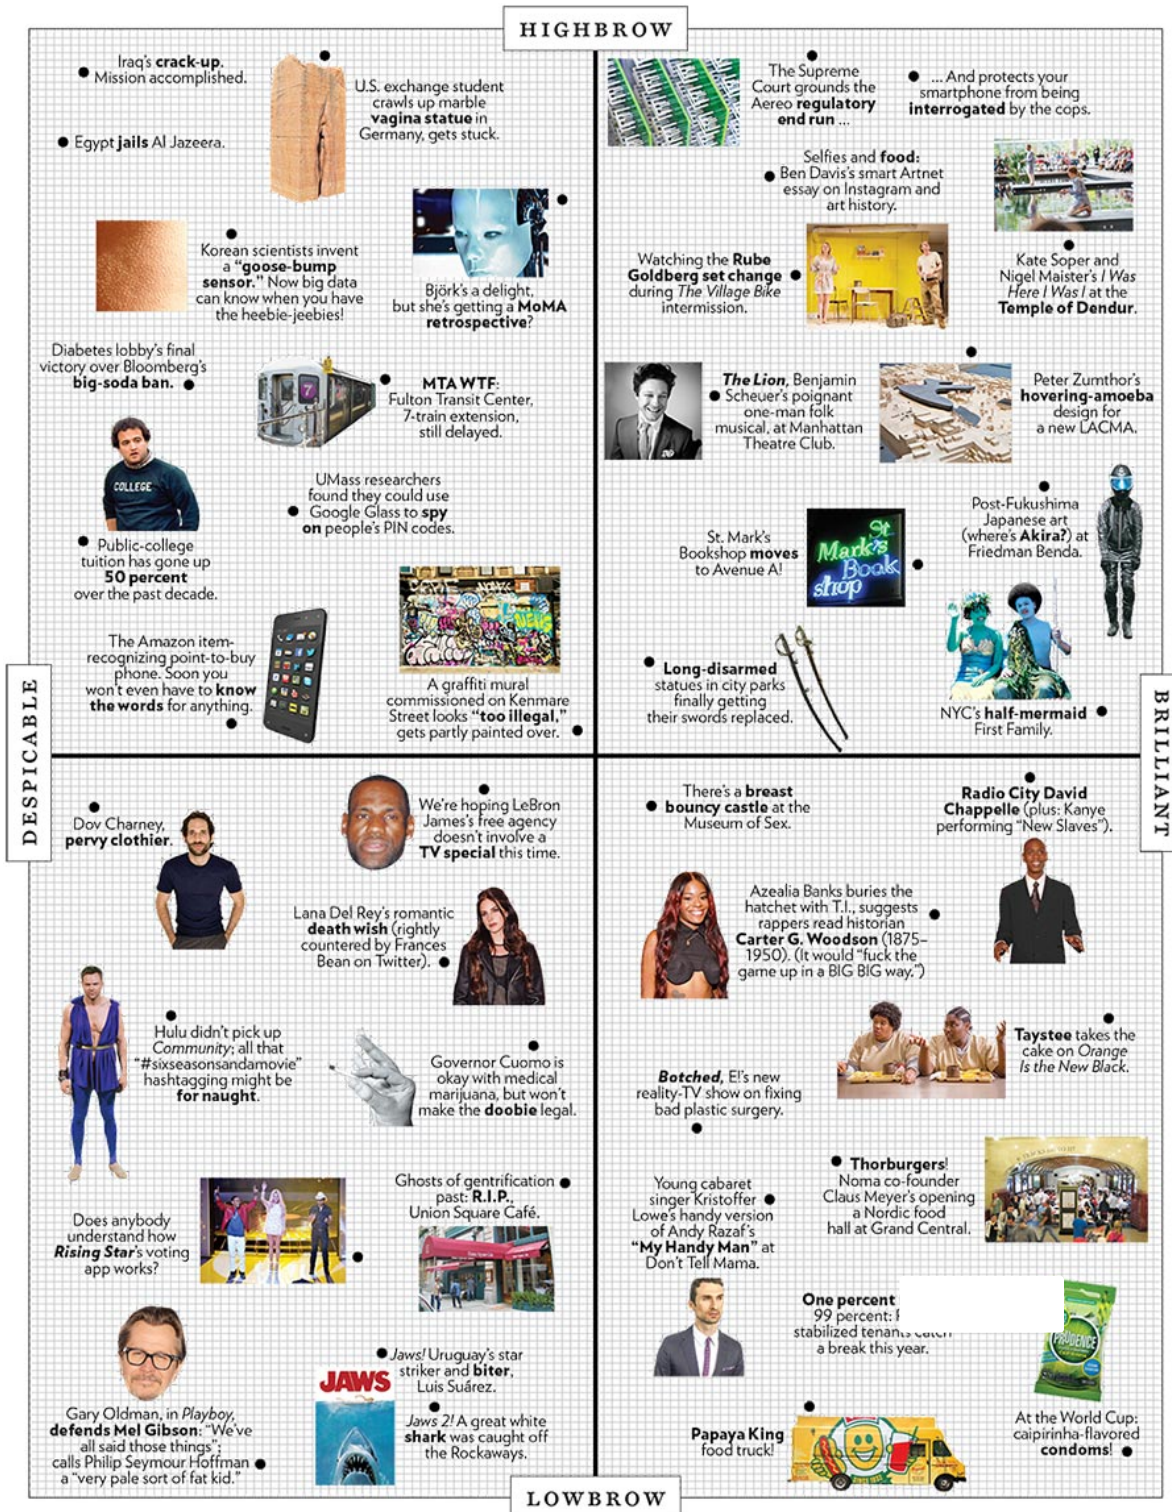 HIGHBROW
Iraq's crack-up.
Mission accomplished.
U.S. exchange student
crawls up marble
vagina statue in
Germany, gets stuck.
Egypt jails Al Jazeera.
Korean scientists invent
a "goose-bump
sensor." Now big data
can know when you have
the heebie-jeebies!
Björk's a delight,
but she's getting a MoMA
retrospective?
Diabetes lobby's final
victory over Bloomberg's
big-soda ban.
7
MTA WTF:
Fulton Transit Center,
7-train extension,
still delayed.
COLLEGE
Public-college
tuition has gone up
50 percent
over the past decade.
UMass researchers
found they could use
Google Glass to spy
on people's PIN codes.
The Amazon item-
recognizing point-to-buy
phone. Soon you
won't even have to know
the words for anything.
A graffiti mural
commissioned on Kenmare
Street looks "too illegal,"
gets partly painted over.
The Supreme
Court grounds the
Aereo regulatory
end run ...
... And protects your
smartphone from being
interrogated by the cops.
Selfies and food:
Ben Davis's smart Artnet
essay on Instagram and
art history.
Watching the Rube
Goldberg set change
during The Village Bike
intermission.
Kate Soper and
Nigel Maister's I Was
Here I Was I at the
Temple of Dendur.
The Lion, Benjamin
Scheuer's poignant
one-man folk
musical, at Manhattan
Theatre Club.
Peter Zumthor's
hovering-amoeba
design for
a new LACMA.
St. Mark's
Bookshop moves
to Avenue A!
St
Mark's
Book
shop
Post-Fukushima
Japanese art
(where's Akira?) at
Friedman Benda.
Long-disarmed
statues in city parks
finally getting
their swords replaced.
NYC's half-mermaid
First Family.
DESPICABLE
BRILLIANT
Dov Charney,
pervy clothier.
We're hoping LeBron
James's free agency
doesn't involve a
TV special this time.
Lana Del Rey's romantic
death wish (rightly
countered by Frances
Bean on Twitter).
Hulu didn't pick up
Community; all that
"#sixseasonsandamovie"
hashtagging might be
for naught.
Governor Cuomo is
okay with medical
marijuana, but won't
make the doobie legal.
Does anybody
understand how
Rising Star's voting
app works?
Ghosts of gentrification
past: R.I.P.,
Union Square Café.
Gary Oldman, in Playboy,
defends Mel Gibson: "We've
all said those things";
calls Philip Seymour Hoffman
a "very pale sort of fat kid."
JAWS
Jaws! Uruguay's star
striker and biter,
Luis Suárez.
Jaws 2! A great white
shark was caught off
the Rockaways.
There's a breast
bouncy castle at the
Museum of Sex.
Radio City David
Chappelle (plus: Kanye
performing "New Slaves").
Azealia Banks buries the
hatchet with T.I., suggests
rappers read historian
Carter G. Woodson (1875–
1950). (It would "fuck the
game up in a BIG BIG way.")
Taystee takes the
cake on Orange
Is the New Black.
Botched, E!'s new
reality-TV show on fixing
bad plastic surgery.
Young cabaret
singer Kristoffer
Lowe's handy version
of Andy Razaf's
"My Handy Man" at
Don't Tell Mama.
Thorburgers!
Noma co-founder
Claus Meyer's opening
a Nordic food
hall at Grand Central.
One percent
99 percent:
stabilized tenants catch
a break this year.
PRUDENCE
Papaya King
food truck!
At the World Cup:
caipirinha-flavored
condoms!
LOWBROW